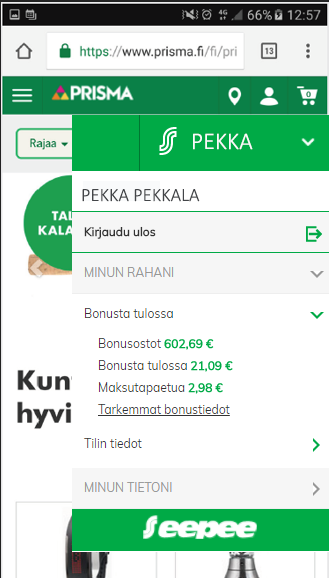 66% 12:57
https://www.prisma.fi/fi/pri
13
PRISMA
0
Rajaa
PEKKA
PEKKA PEKKALA
Kirjaudu ulos
MINUN RAHANI
Bonusta tulossa
Bonusostot 602,69 €
Bonusta tulossa 21,09 €
Maksutapaetua 2,98 €
Tarkemmat bonustiedot
Tilin tiedot
MINUN TIETONI
eepee
TAI
KALA
Kun
hyvi